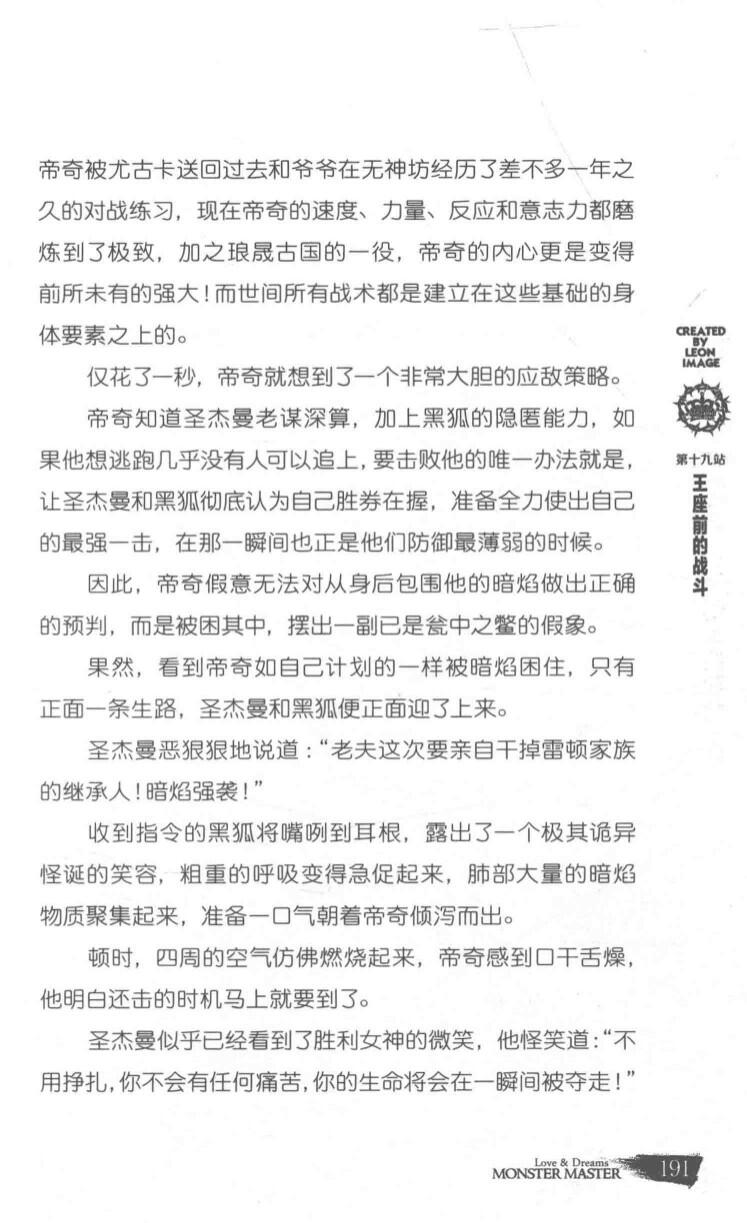 帝奇被尤古卡送回过去和爷爷在无神坊经历了差不多一年之
久的对战练习，现在帝奇的速度、力量、反应和意志力都磨
炼到了极致，加之琅晟古国的一役，帝奇的内心更是变得
前所未有的强大！而世间所有战术都是建立在这些基础的身
体要素之上的。
仅花了一秒，帝奇就想到了一个非常大胆的应敌策略。
帝奇知道圣杰曼老谋深算，加上黑狐的隐匿能力，如
果他想逃跑几乎没有人可以追上，要击败他的唯一办法就是，
让圣杰曼和黑狐彻底认为自己胜券在握，准备全力使出自己
的最强一击，在那一瞬间也正是他们防御最薄弱的时候。
因此，帝奇假意无法对从身后包围他的暗焰做出正确
的预判，而是被困其中，摆出一副已是瓮中之鳖的假象。
果然，看到帝奇如自己计划的一样被暗焰困住，只有
正面一条生路，圣杰曼和黑狐便正面迎了上来。
圣杰曼恶狠狠地说道：“老夫这次要亲自干掉雷顿家族
的继承人！暗焰强袭！”
收到指令的黑狐将嘴咧到耳根，露出了一个极其诡异
怪诞的笑容，粗重的呼吸变得急促起来，肺部大量的暗焰
物质聚集起来，准备一口气朝着帝奇倾泻而出。
顿时，四周的空气仿佛燃烧起来，帝奇感到口干舌燥，
他明白还击的时机马上就要到了。
圣杰曼似乎已经看到了胜利女神的微笑，他怪笑道：“不
用挣扎，你不会有任何痛苦，你的生命将会在一瞬间被夺走！”
CREATED
BY
LEON
IMAGE
第十九站
王座前的战斗
Love & Dreams
MONSTER MASTER
191